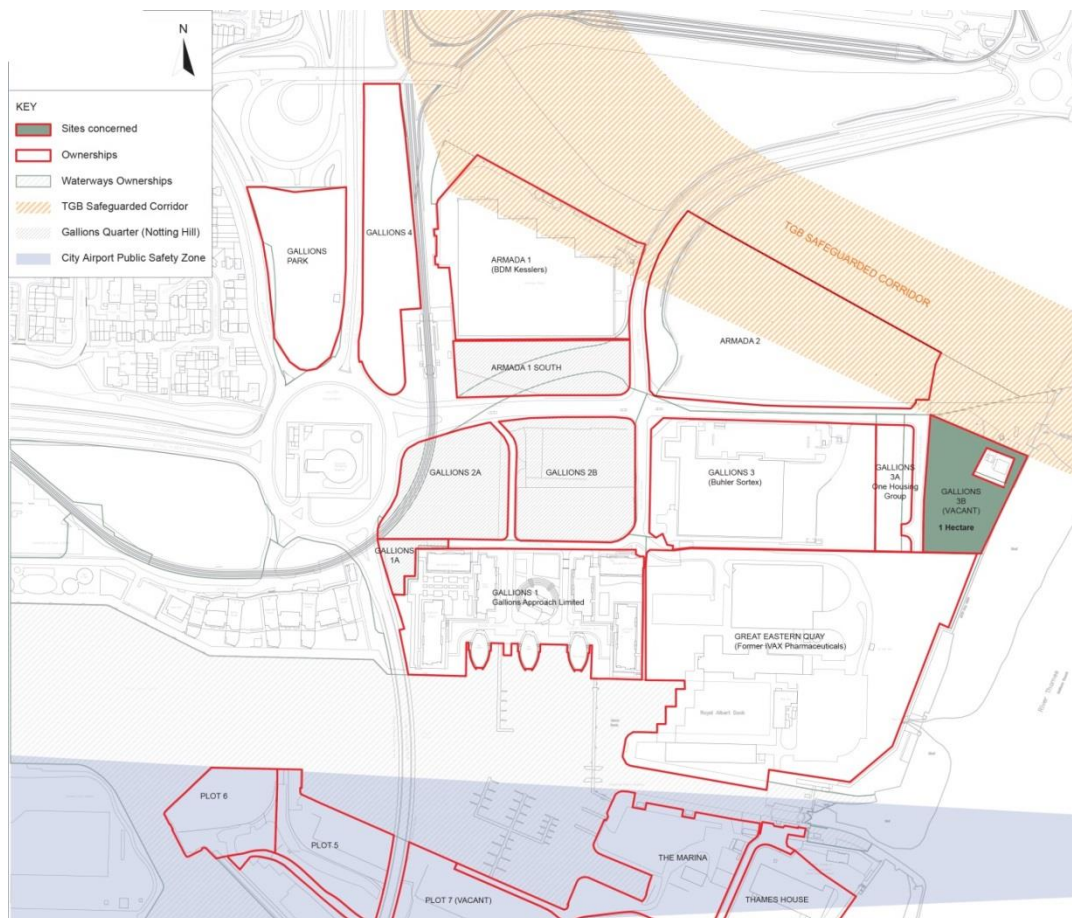 N
KEY
Sites concerned
Ownerships
Waterways Ownerships
TGB Safeguarded Corridor
Gallions Quarter (Notting Hill)
City Airport Public Safety Zone
GALLIONS
PARK
GALLIONS 4
ARMADA 1
(BDM Kesslers)
TGB SAFEGUARDED CORRIDOR
ARMADA 2
ARMADA 1 SOUTH
GALLIONS 2A
GALLIONS 2B
GALLIONS 3
(Buhler Sortex)
GALLIONS
3A
One Housing
Group
GALLIONS
3B
(VACANT)
1 Hectare
GALLIONS
1A
GALLIONS 1
Gallions Approach Limited
GREAT EASTERN QUAY
(Former IVAX Pharmaceuticals)
Royal Albert Basin
River Thames
PLOT 6
PLOT 5
PLOT 7 (VACANT)
THE MARINA
THAMES HOUSE